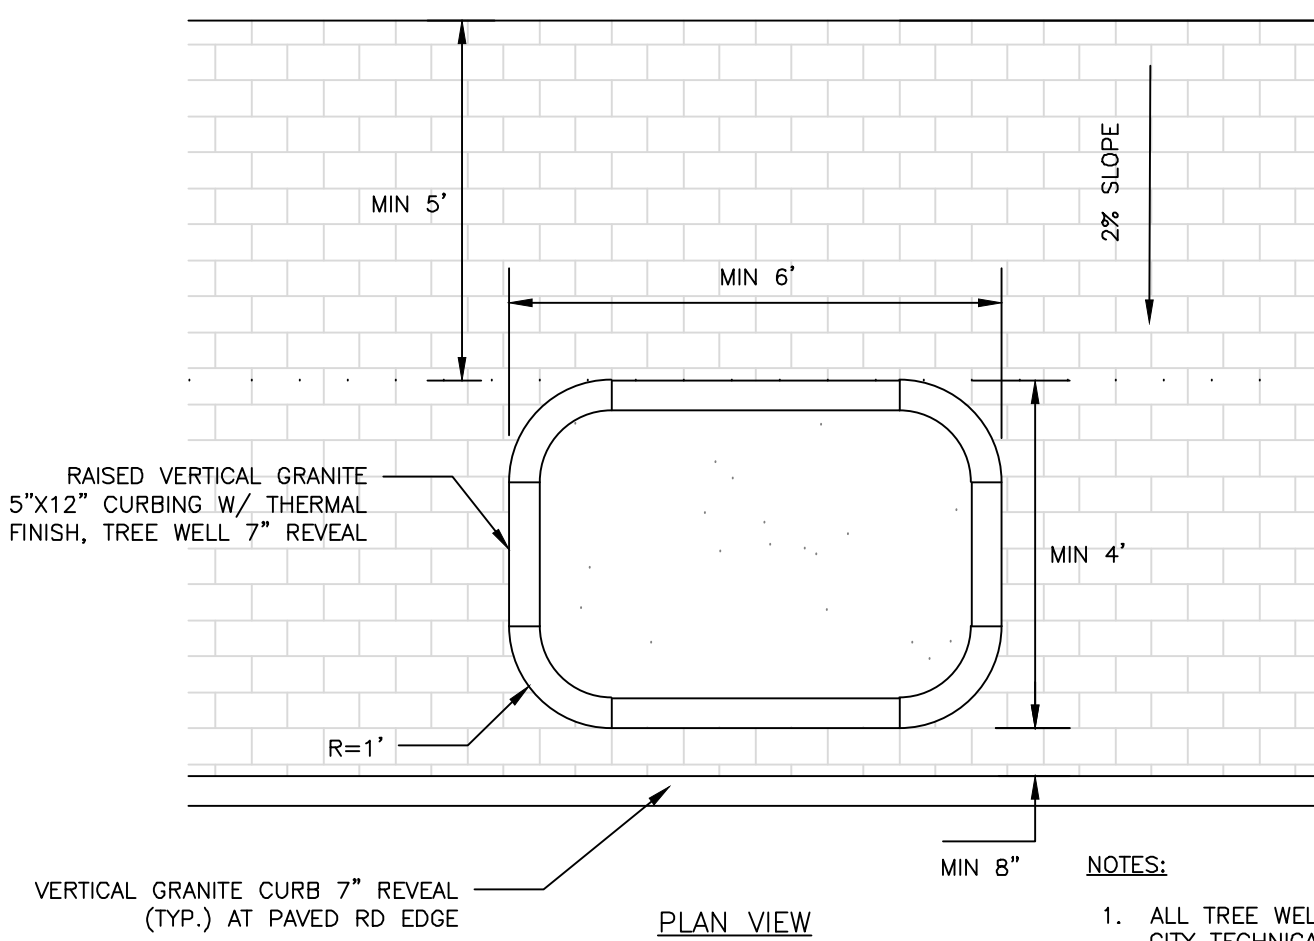 MIN 5'
2% SLOPE
MIN 6'
RAISED VERTICAL GRANITE
5"X12" CURBING W/ THERMAL
FINISH, TREE WELL 7" REVEAL
MIN 4'
R=1'
MIN 8"
VERTICAL GRANITE CURB 7" REVEAL
(TYP.) AT PAVED RD EDGE
PLAN VIEW
NOTES:
1. ALL TREE WEL
CITY TECHNICA